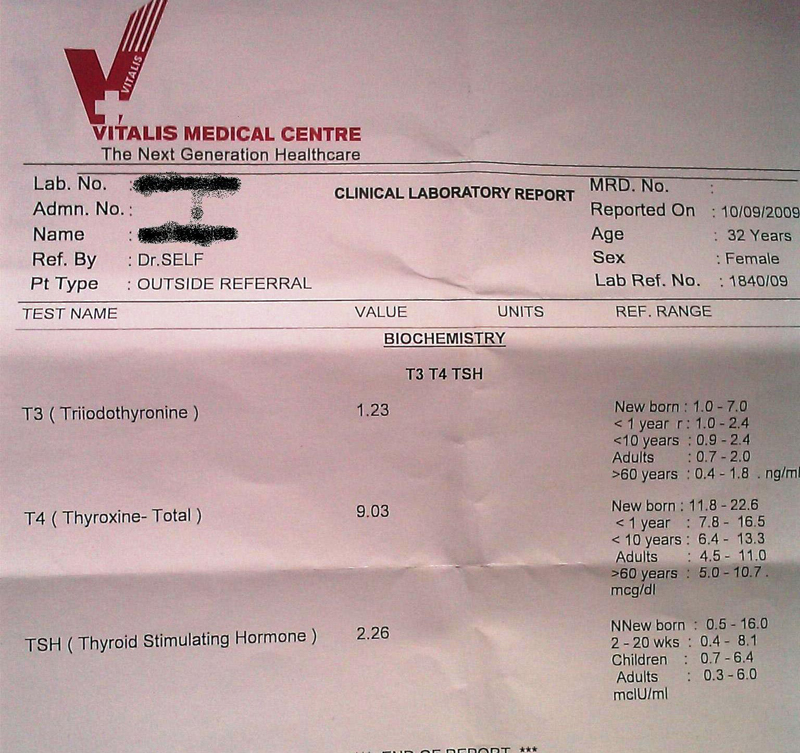 VITALIS
VITALIS MEDICAL CENTRE
The Next Generation Healthcare
CLINICAL LABORATORY REPORT
Lab. No. :
Admn. No. :
Name :
Ref. By : Dr.SELF
Pt Type : OUTSIDE REFERRAL
MRD. No. :
Reported On : 10/09/2009
Age : 32 Years
Sex : Female
Lab Ref. No. : 1840/09
TEST NAME VALUE UNITS REF. RANGE
BIOCHEMISTRY
T3 T4 TSH
T3 ( Triiodothyronine ) 1.23 New born : 1.0 - 7.0
< 1 year r : 1.0 - 2.4
<10 years : 0.9 - 2.4
Adults : 0.7 - 2.0
>60 years : 0.4 - 1.8 . ng/ml
T4 ( Thyroxine- Total ) 9.03 New born : 11.8 - 22.6
< 1 year : 7.8 - 16.5
< 10 years : 6.4 - 13.3
Adults : 4.5 - 11.0
>60 years : 5.0 - 10.7 .
mcg/dl
TSH ( Thyroid Stimulating Hormone ) 2.26 NNew born : 0.5 - 16.0
2 - 20 wks : 0.4 - 8.1
Children : 0.7 - 6.4
Adults : 0.3 - 6.0
mcIU/ml
END OF REPORT ***